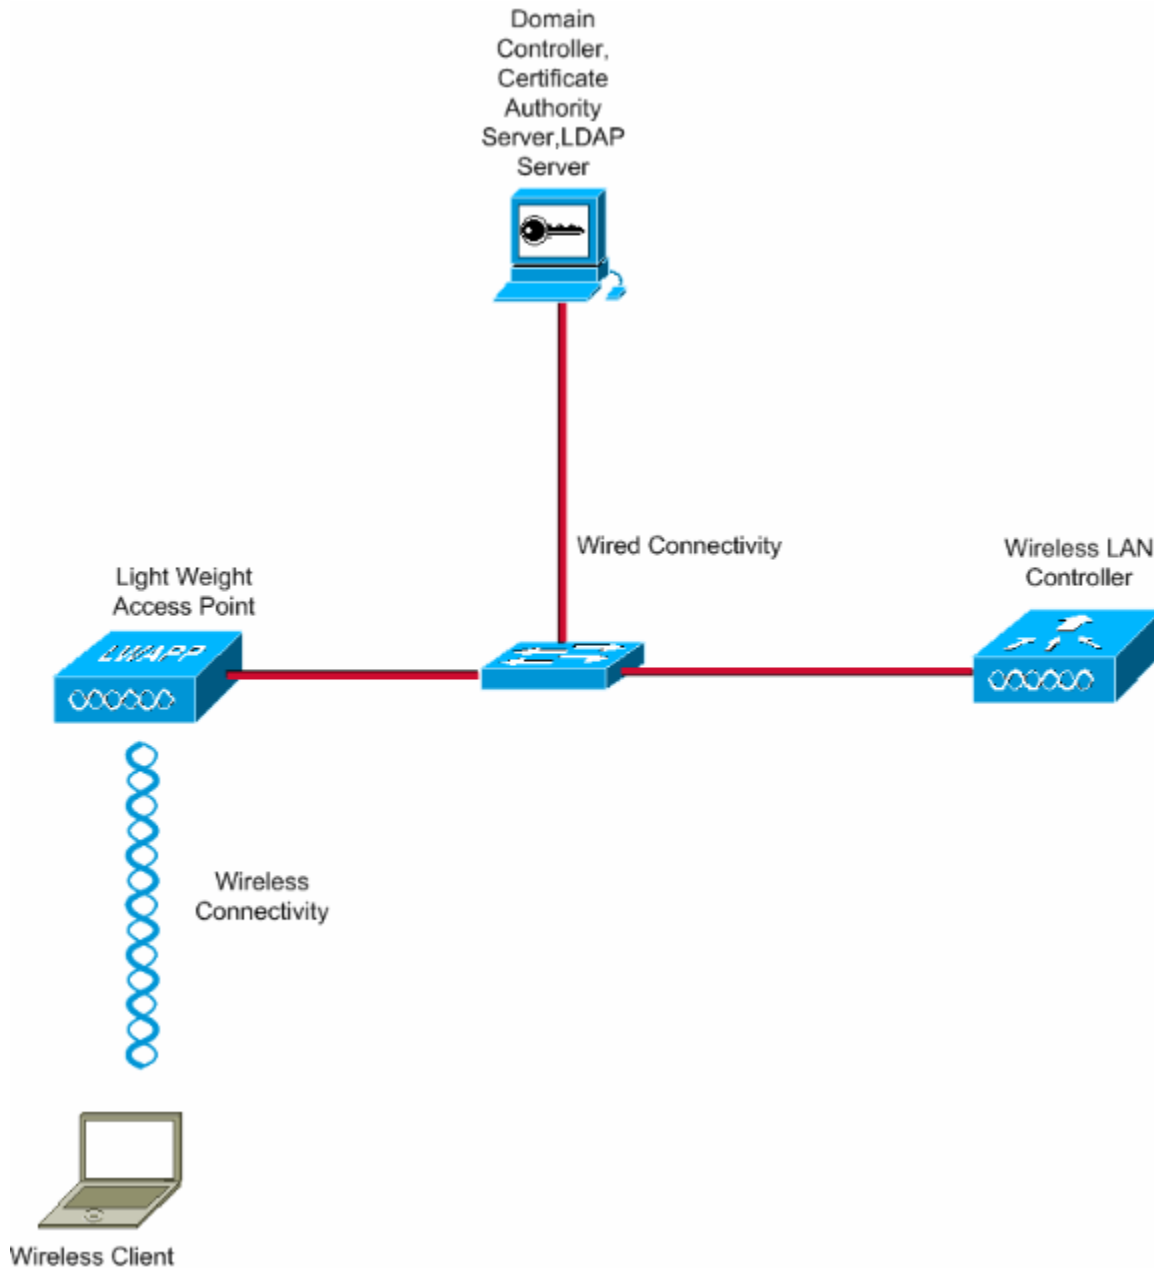 Domain
Controller,
Certificate
Authority
Server,LDAP
Server
Wired Connectivity
Wireless LAN
Controller
Light Weight
Access Point
LWAPP
Wireless
Connectivity
Wireless Client